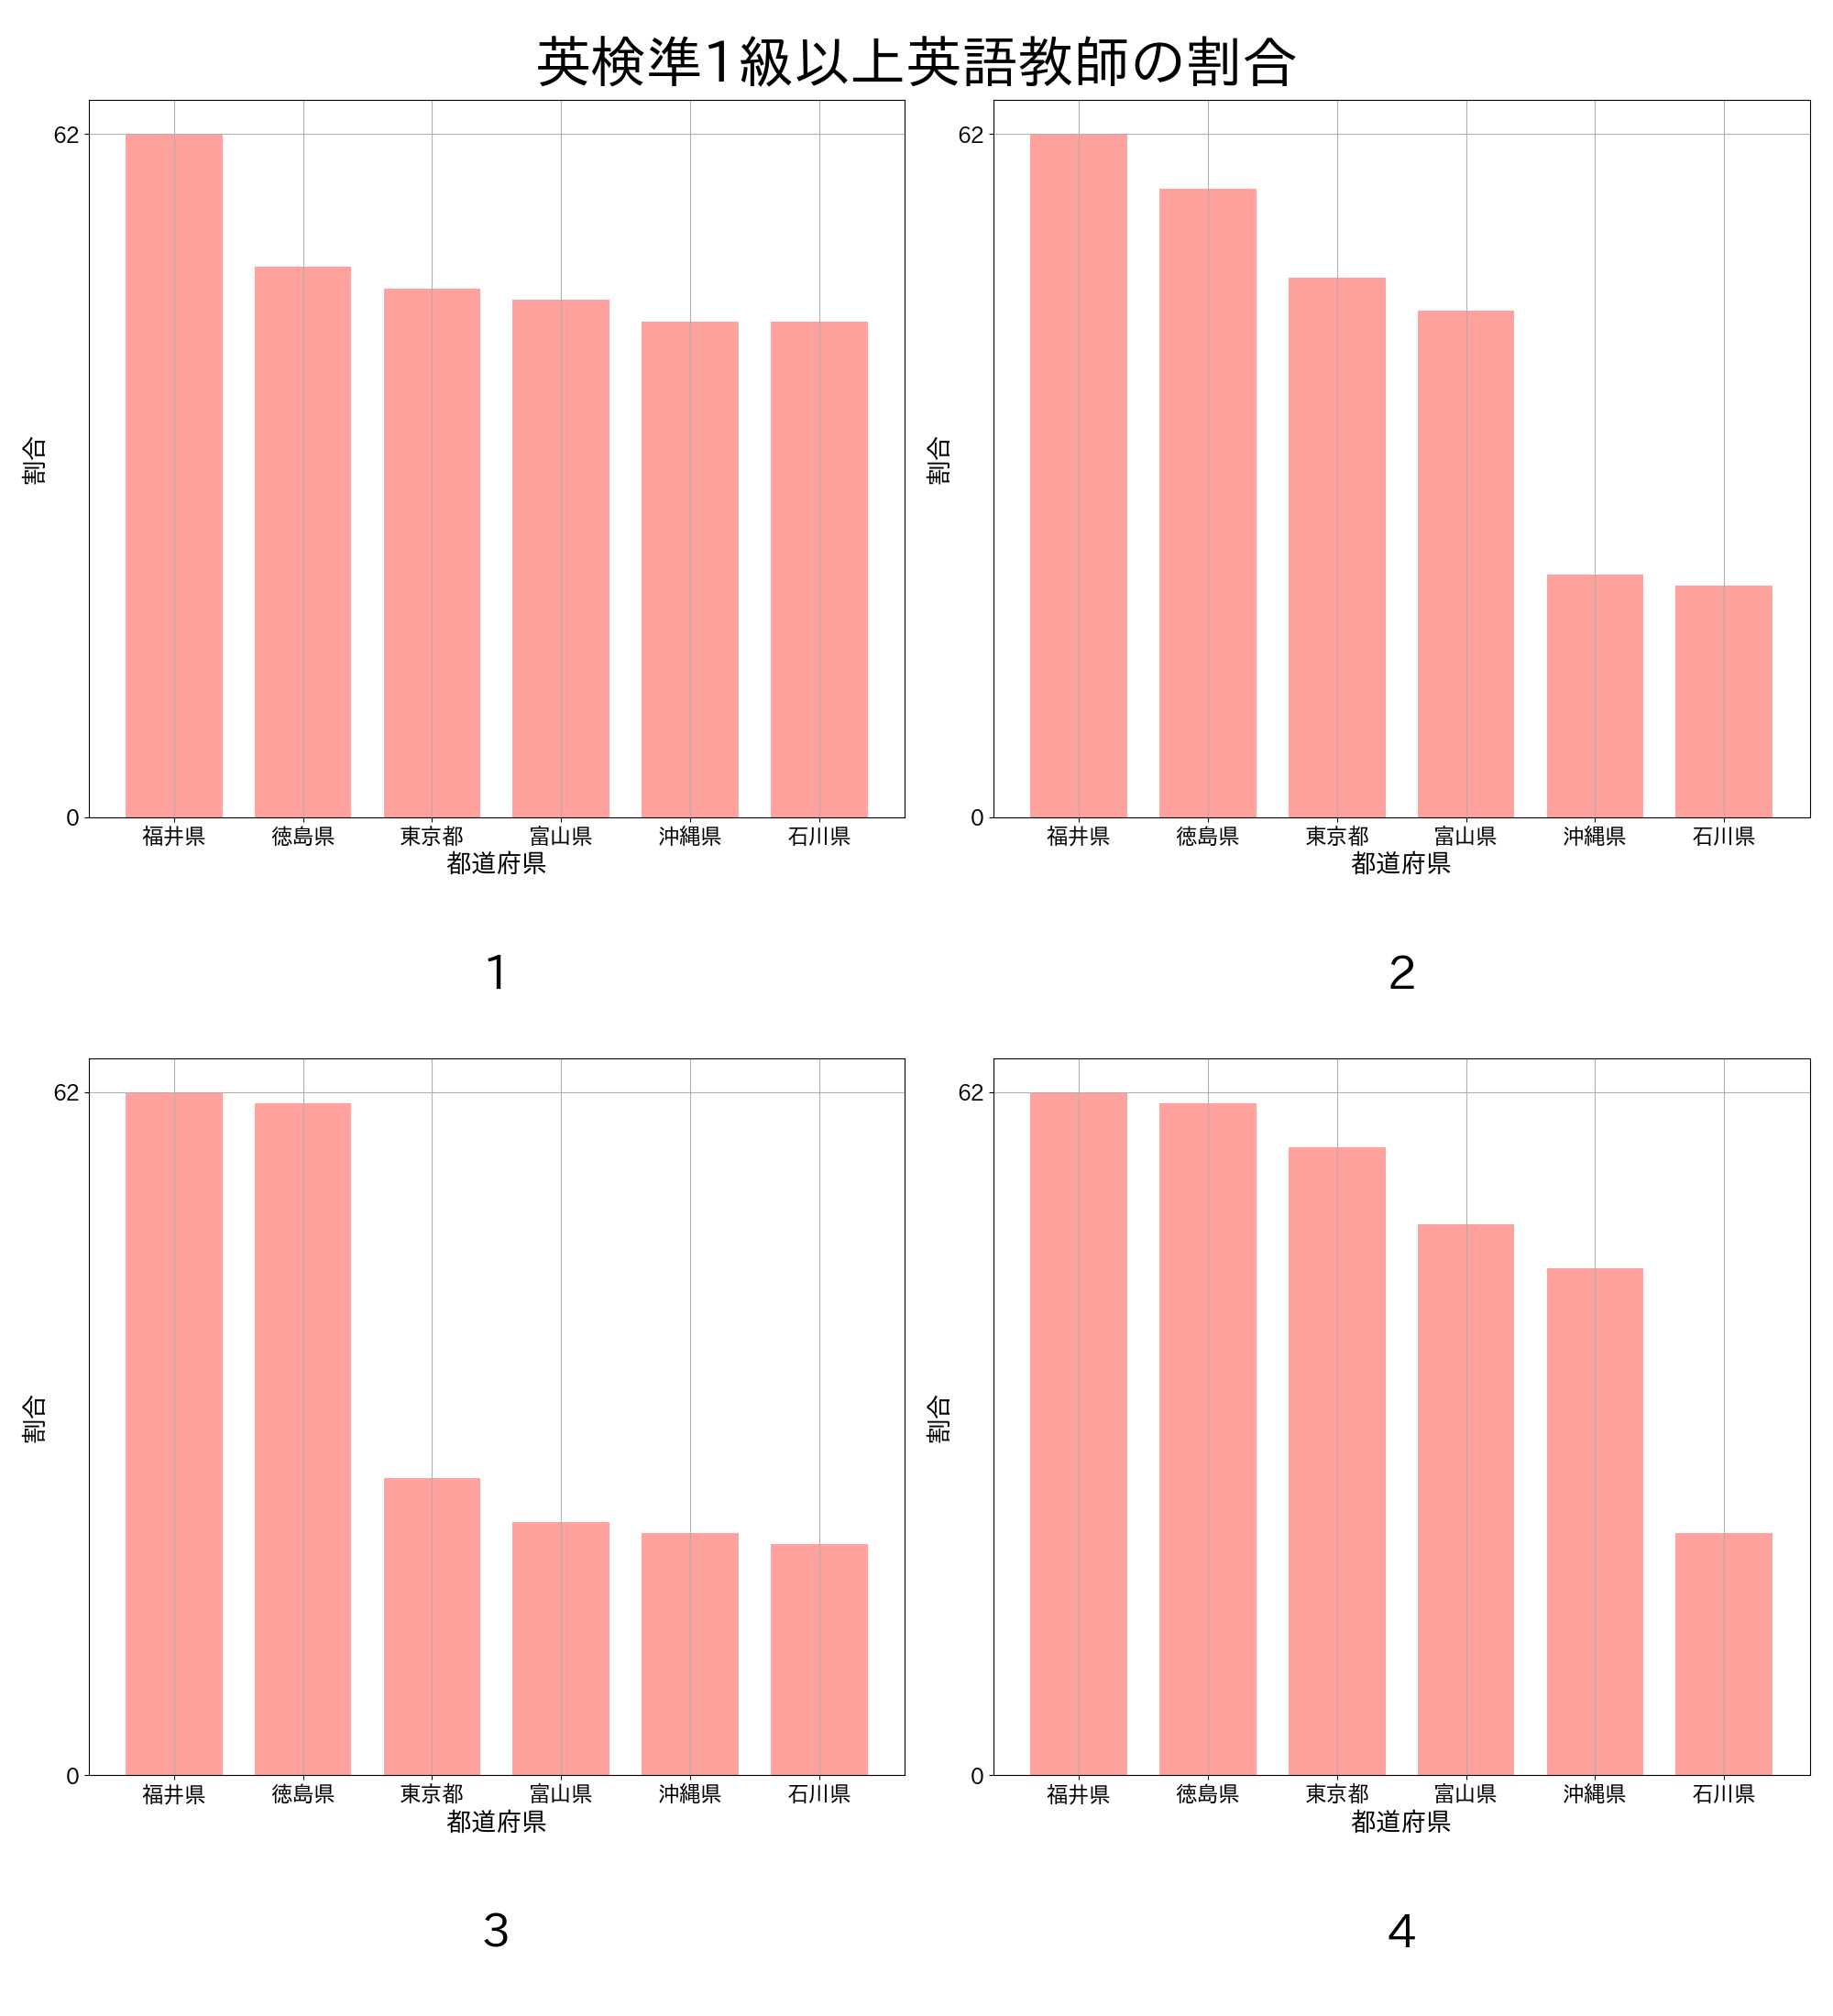 英検準1級以上英語教師の割合
62
0
割合
福井県 徳島県 東京都 富山県 沖縄県 石川県
都道府県
1
62
0
割合
福井県 徳島県 東京都 富山県 沖縄県 石川県
都道府県
2
62
0
割合
福井県 徳島県 東京都 富山県 沖縄県 石川県
都道府県
3
62
0
割合
福井県 徳島県 東京都 富山県 沖縄県 石川県
都道府県
4